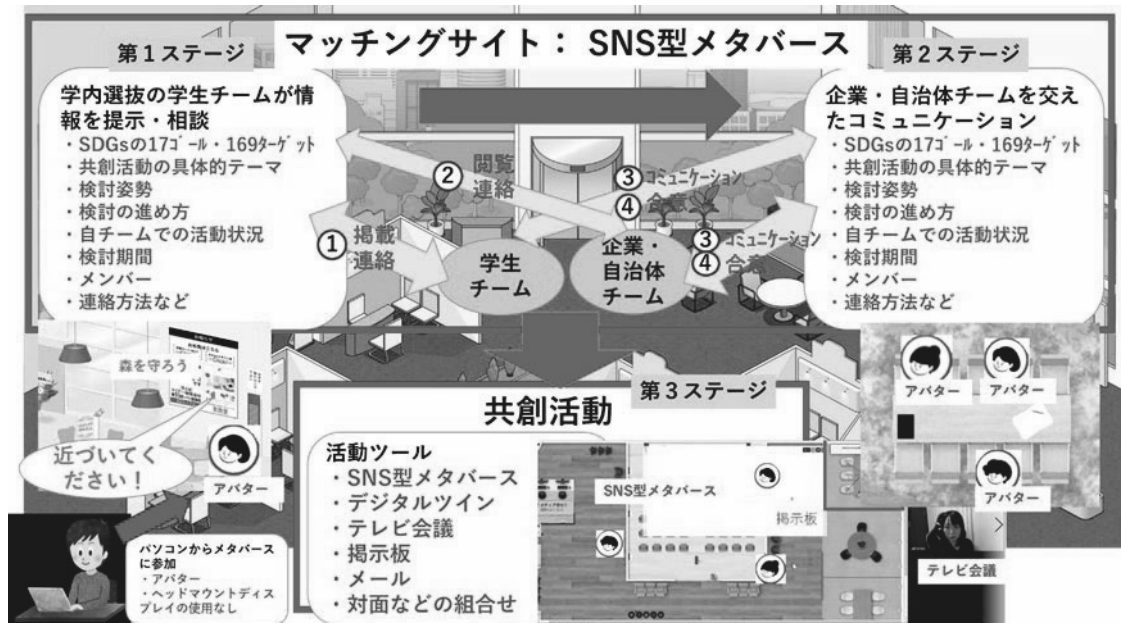 マッチングサイト： SNS型メタバース
第１ステージ
学内選抜の学生チームが情
報を提示・相談
・SDGsの17ｺﾞｰﾙ・169ﾀｰｹﾞｯﾄ
・共創活動の具体的テーマ
・検討姿勢
・検討の進め方
・自チームでの活動状況
・検討期間
・メンバー
・連絡方法など
② 閲覧
連絡
① 掲載
連絡
学生
チーム
企業・
自治体
チーム
③ ｺﾐｭﾆｹｰｼｮﾝ
④ 合意
③ ｺﾐｭﾆｹｰｼｮﾝ
④ 合意
第２ステージ
企業・自治体チームを交え
たコミュニケーション
・SDGsの17ｺﾞｰﾙ・169ﾀｰｹﾞｯﾄ
・共創活動の具体的テーマ
・検討姿勢
・検討の進め方
・自チームでの活動状況
・検討期間
・メンバー
・連絡方法など
森を守ろう
近づいてく
ださい！
アバター
パソコンからメタバース
に参加
・アバター
・ヘッドマウントディス
プレイの使用なし
第３ステージ
共創活動
活動ツール
・SNS型メタバース
・デジタルツイン
・テレビ会議
・掲示板
・メール
・対面などの組合せ
SNS型メタバース
掲示板
アバター
アバター
アバター
テレビ会議